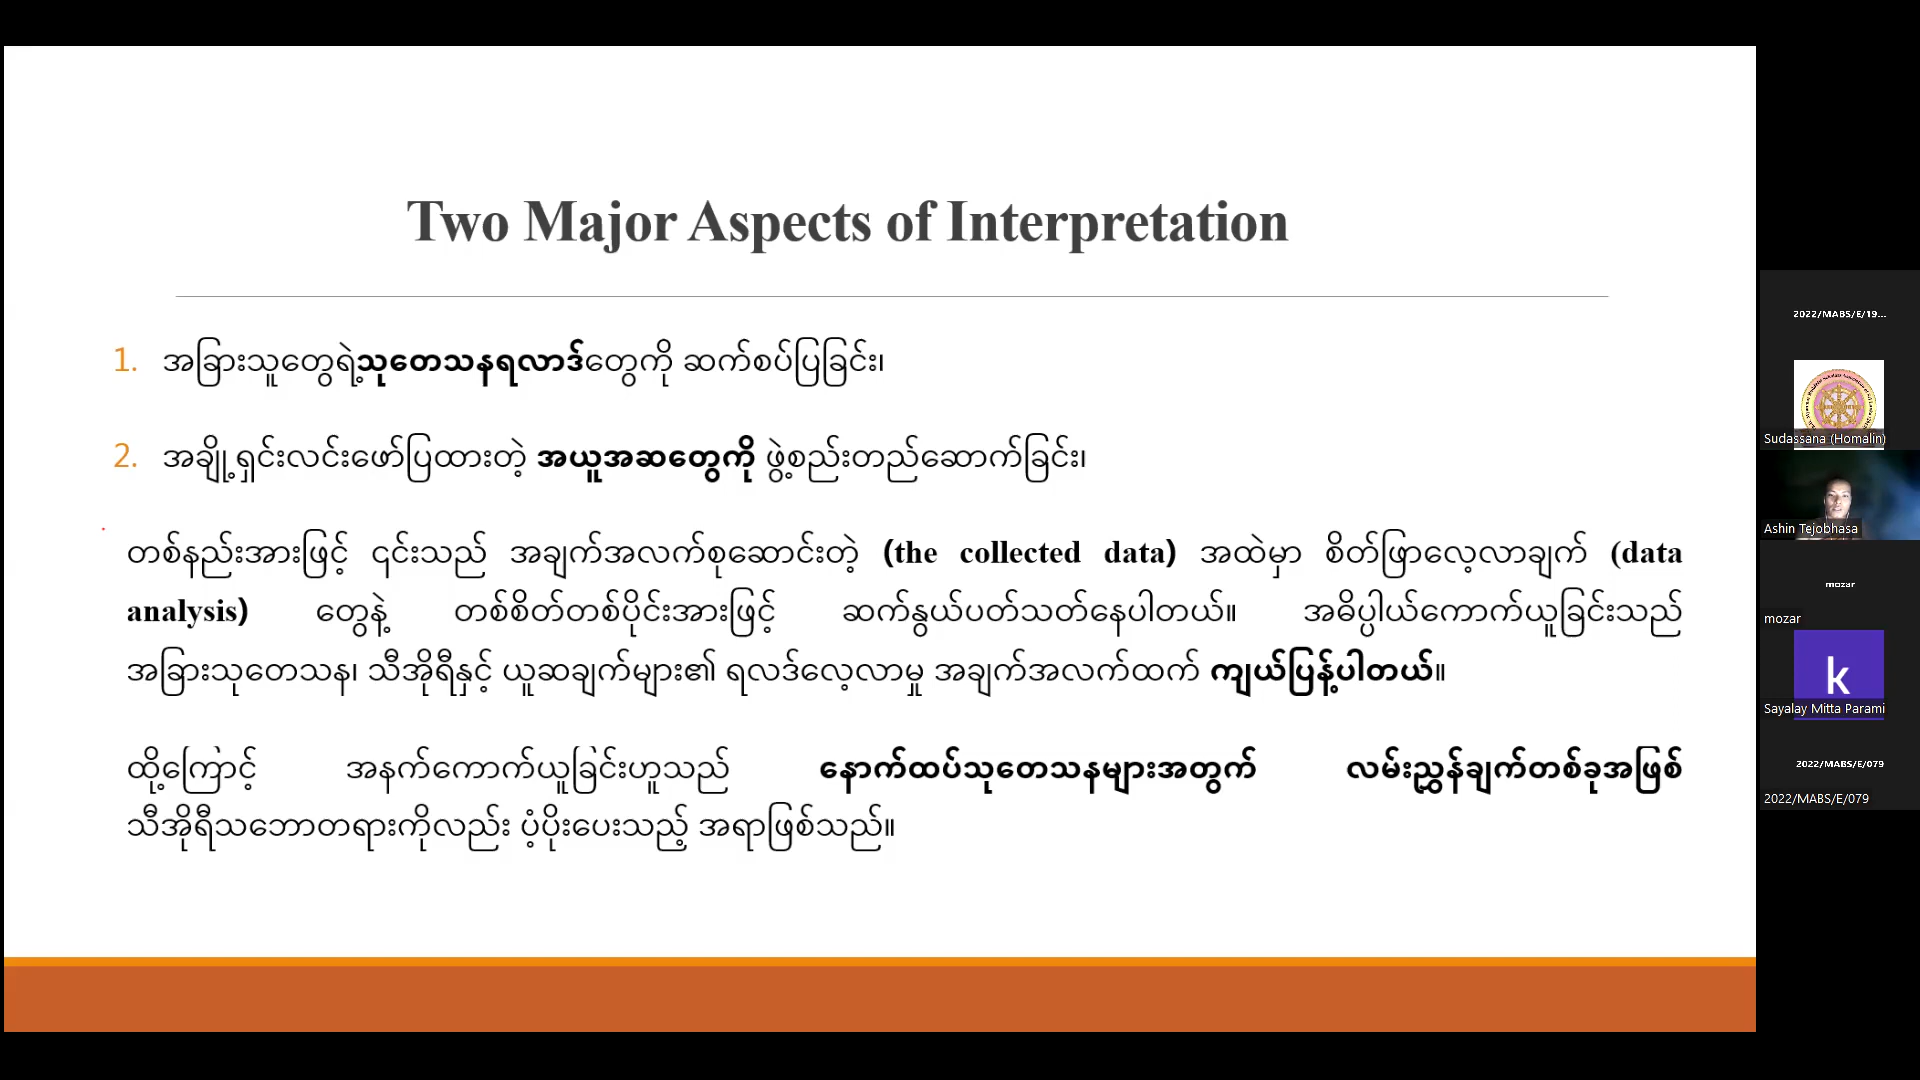 Two Major Aspects of Interpretation
1. အခြားသူတွေရဲ့သုတေသနရလာဒ်တွေကို ဆက်စပ်ပြခြင်း၊
2. အချို့ရှင်းလင်းဖော်ပြထားတဲ့ အယူအဆတွေကို ဖွဲ့စည်းတည်ဆောက်ခြင်း၊
တစ်နည်းအားဖြင့် ၎င်းသည် အချက်အလက်စုဆောင်းတဲ့ (the collected data) အထဲမှာ စိတ်ဖြာလေ့လာချက် (data
analysis) တွေနဲ့ တစ်စိတ်တစ်ပိုင်းအားဖြင့် ဆက်နွယ်ပတ်သတ်နေပါတယ်။ အဓိပ္ပါယ်ကောက်ယူခြင်းသည်
အခြားသုတေသန၊ သီအိုရီနှင့် ယူဆချက်များ၏ ရလဒ်လေ့လာမှု အချက်အလက်ထက် ကျယ်ပြန့်ပါတယ်။
ထို့ကြောင့် အနက်ကောက်ယူခြင်းဟူသည် နောက်ထပ်သုတေသနများအတွက် လမ်းညွှန်ချက်တစ်ခုအဖြစ်
သီအိုရီသဘောတရားကိုလည်း ပံ့ပိုးပေးသည့် အရာဖြစ်သည်။
2022/MABS/E/19...
Sudassana (Homalin)
Ashin Tejobhasa
mozar
mozar
k
Sayalay Mitta Parami
2022/MABS/E/079
2022/MABS/E/079